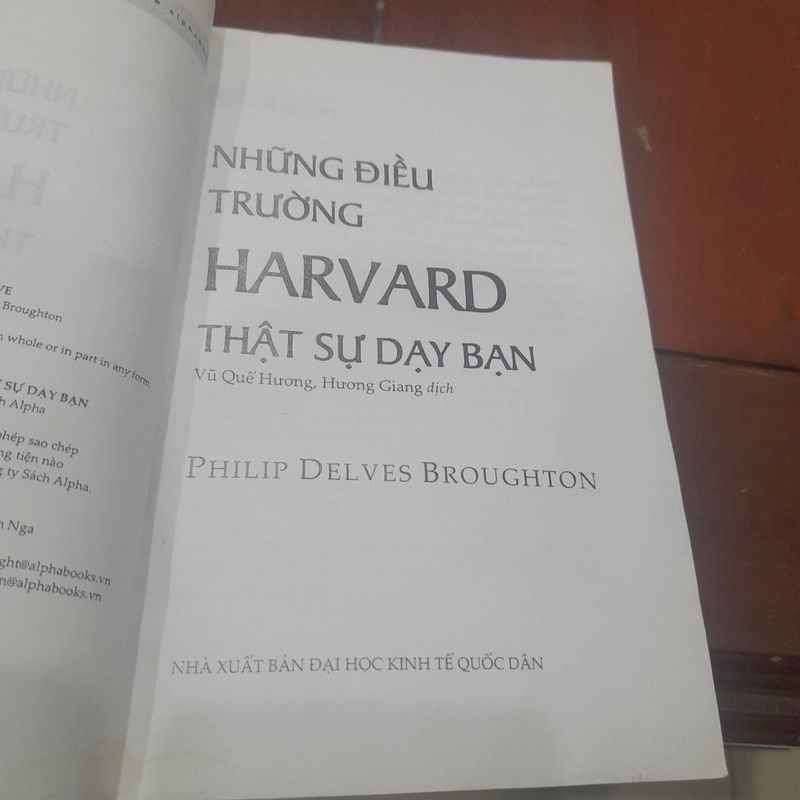 VE
Broughton
n whole or in part in any form.
SỰ DẠY BẠN
h Alpha
phép sao chép
ng tiện nào
g ty Sách Alpha.
Nga
ght@alphabooks.vn
n@alphabooks.vn
NHỮNG ĐIỀU
TRƯỜNG
HARVARD
THẬT SỰ DẠY BẠN
Vũ Quế Hương, Hương Giang dịch
PHILIP DELVES BROUGHTON
NHÀ XUẤT BẢN ĐẠI HỌC KINH TẾ QUỐC DÂN